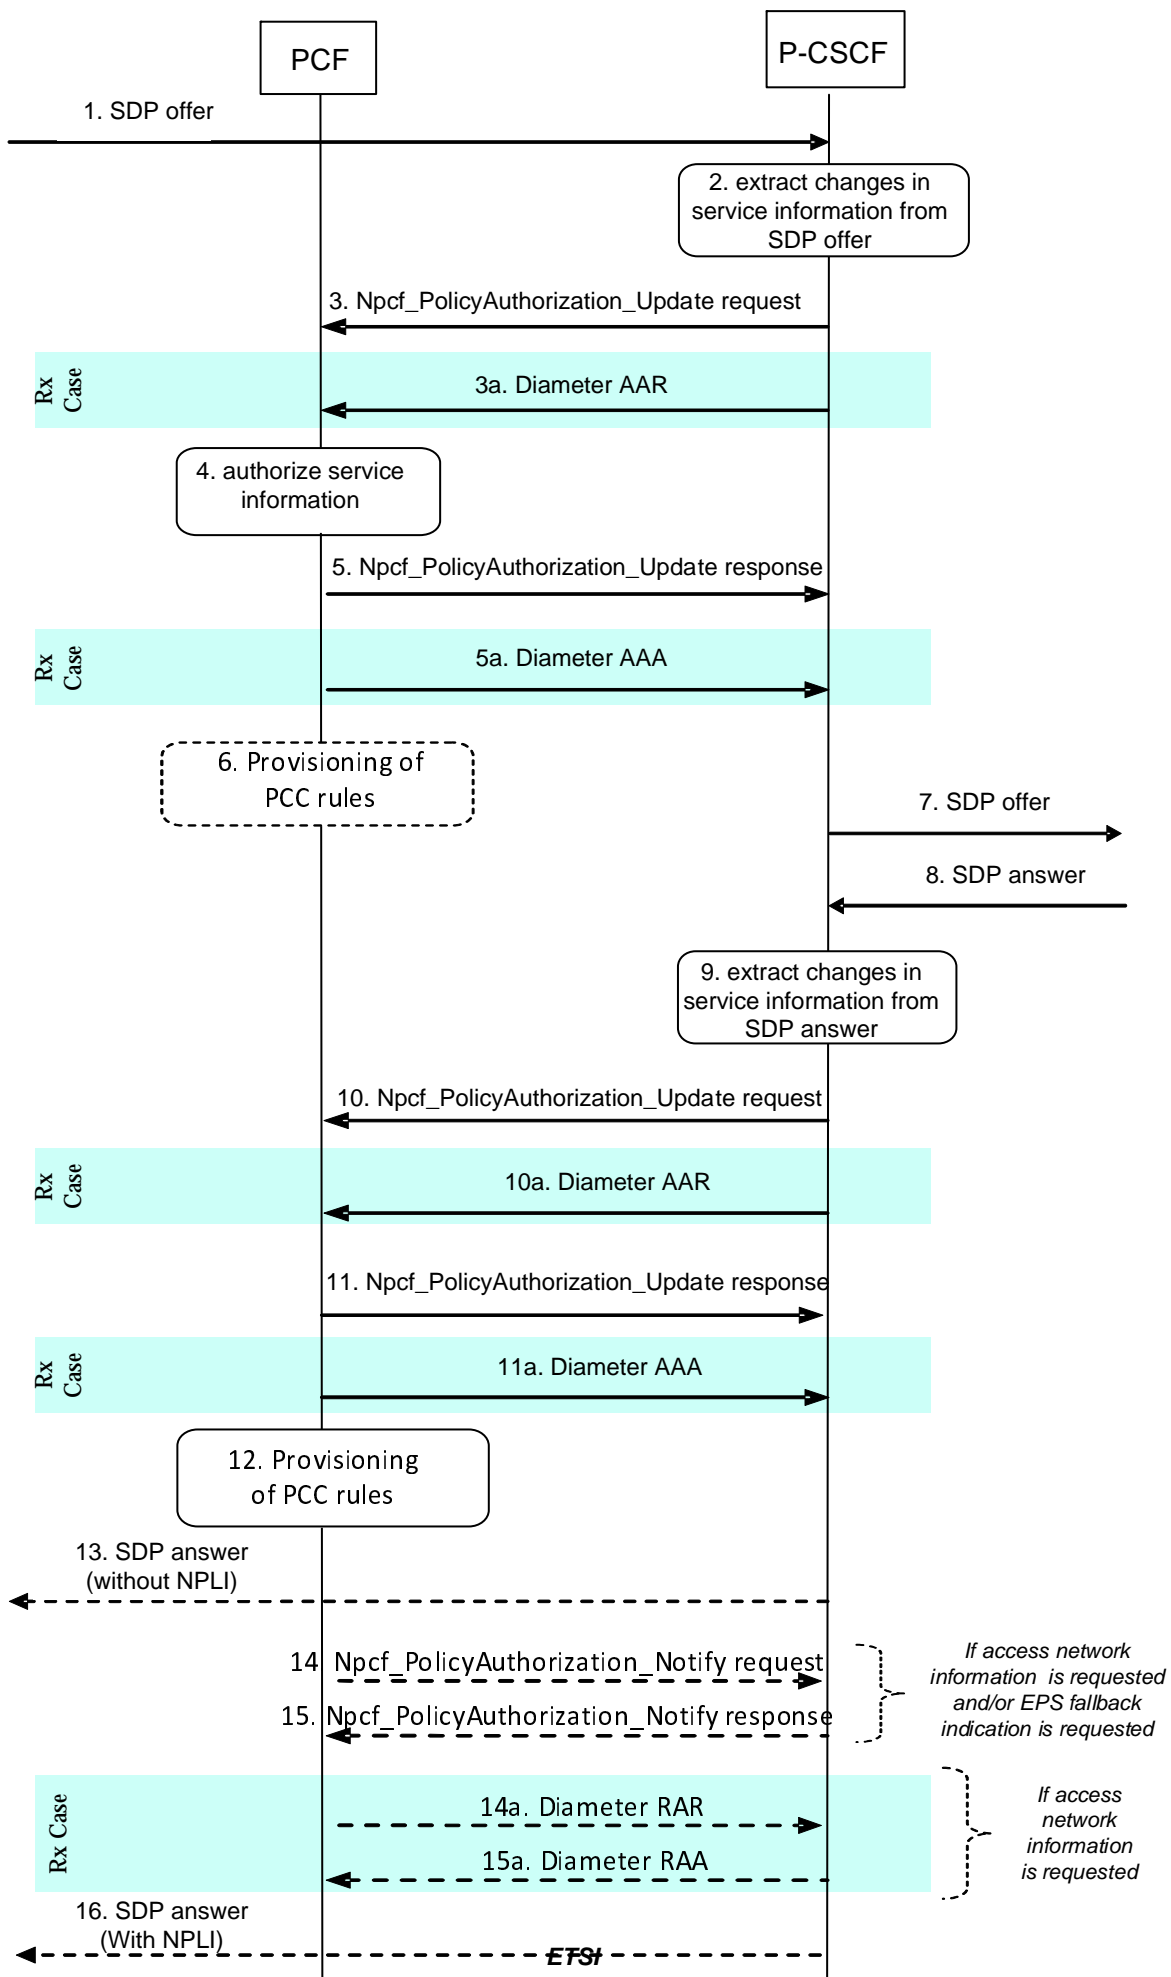 PCF
P-CSCF
1. SDP offer
2. extract changes in
service information from
SDP offer
3. Npcf_PolicyAuthorization_Update request
Rx
Case
3a. Diameter AAR
4. authorize service
information
5. Npcf_PolicyAuthorization_Update response
Rx
Case
5a. Diameter AAA
6. Provisioning of
PCC rules
7. SDP offer
8. SDP answer
9. extract changes in
service information from
SDP answer
10. Npcf_PolicyAuthorization_Update request
Rx
Case
10a. Diameter AAR
11. Npcf_PolicyAuthorization_Update response
Rx
Case
11a. Diameter AAA
12. Provisioning
of PCC rules
13. SDP answer
(without NPLI)
14. Npcf_PolicyAuthorization_Notify request
15. Npcf_PolicyAuthorization_Notify response
If access network
information is requested
and/or EPS fallback
indication is requested
Rx Case
14a. Diameter RAR
15a. Diameter RAA
If access
network
information
is requested
16. SDP answer
(With NPLI)
ETSI